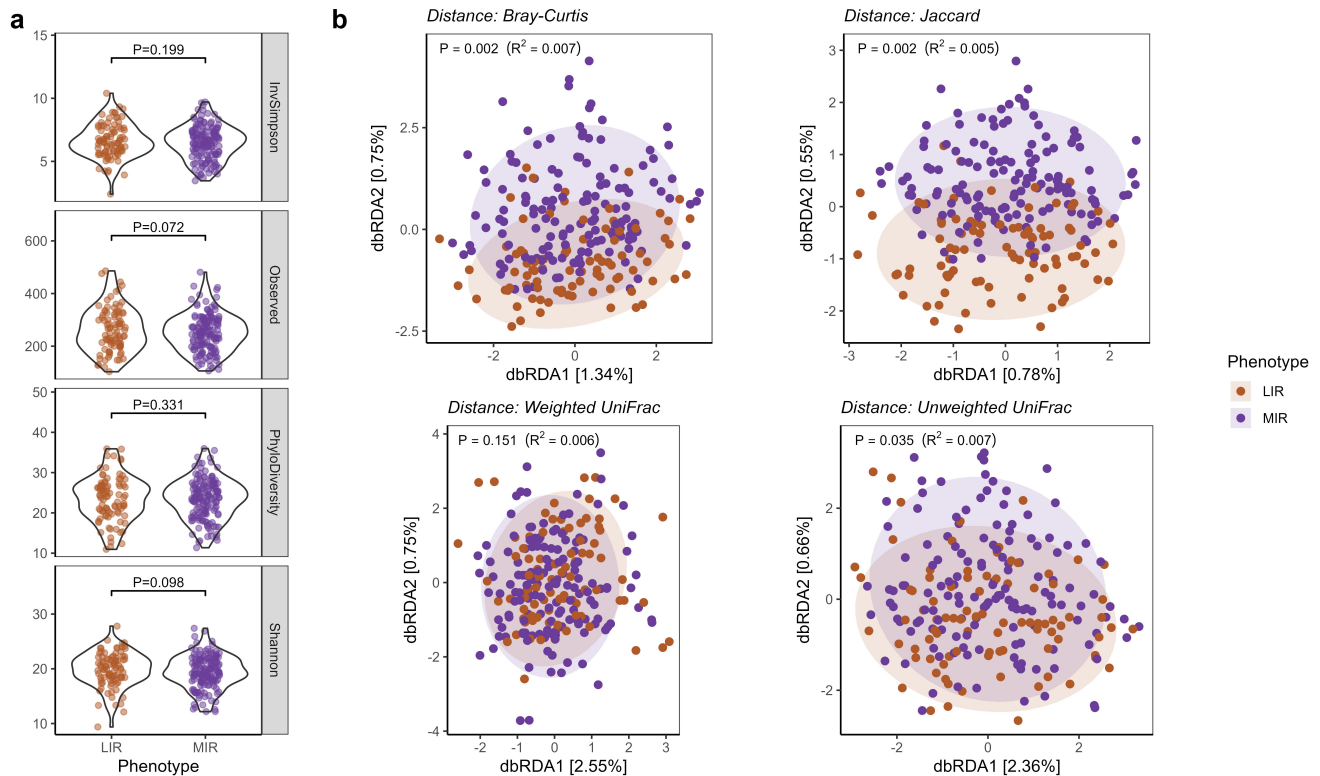 a
15
10
5
P=0.199
InvSimpson
600
400
200
P=0.072
Observed
50
40
30
20
10
P=0.331
PhyloDiversity
30
20
10
P=0.098
Shannon
LIR
MIR
Phenotype
b
Distance: Bray-Curtis
P = 0.002 (R² = 0.007)
dbRDA2 [0.75%]
2.5
0.0
-2.5
-2
0
2
dbRDA1 [1.34%]
Distance: Jaccard
P = 0.002 (R² = 0.005)
dbRDA2 [0.55%]
3
2
1
0
-1
-2
-3
-2
-1
0
1
2
dbRDA1 [0.78%]
Distance: Weighted UniFrac
P = 0.151 (R² = 0.006)
dbRDA2 [0.75%]
4
2
0
-2
-4
-2
-1
0
1
2
3
dbRDA1 [2.55%]
Distance: Unweighted UniFrac
P = 0.035 (R² = 0.007)
dbRDA2 [0.66%]
2
0
-2
-2
0
2
dbRDA1 [2.36%]
Phenotype
LIR
MIR